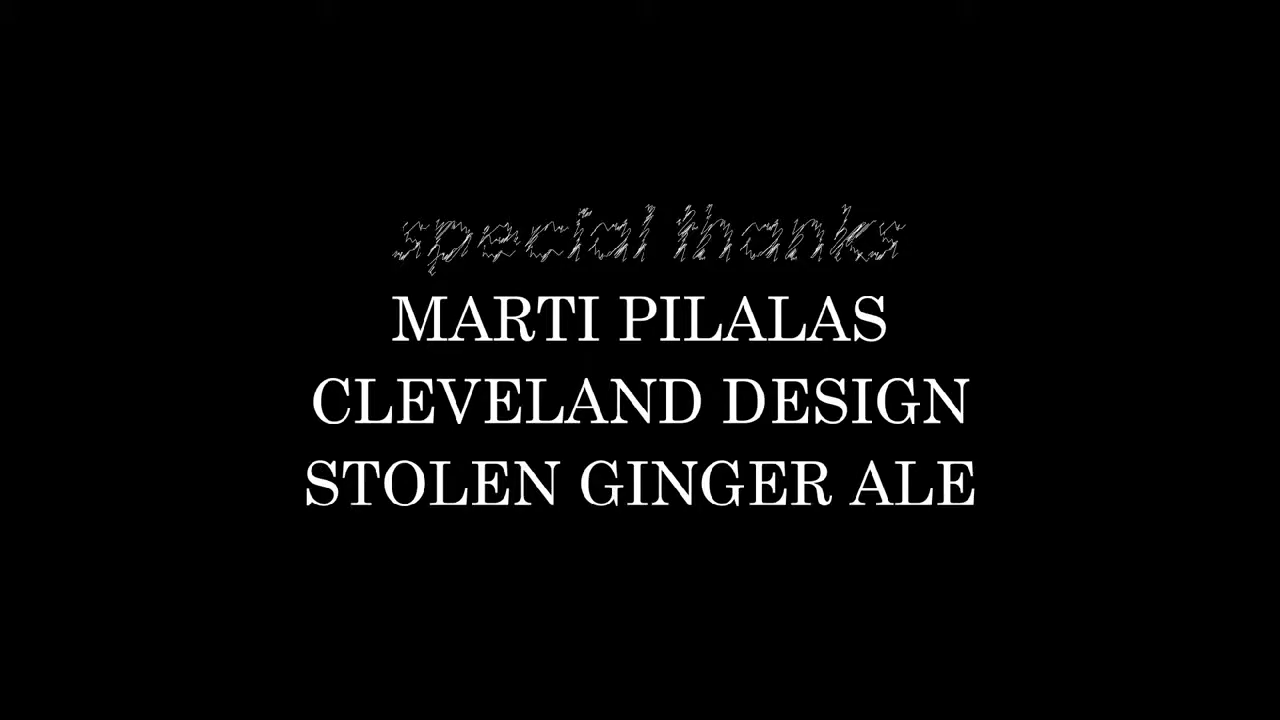 special thanks
MARTI PILALAS
CLEVELAND DESIGN
STOLEN GINGER ALE